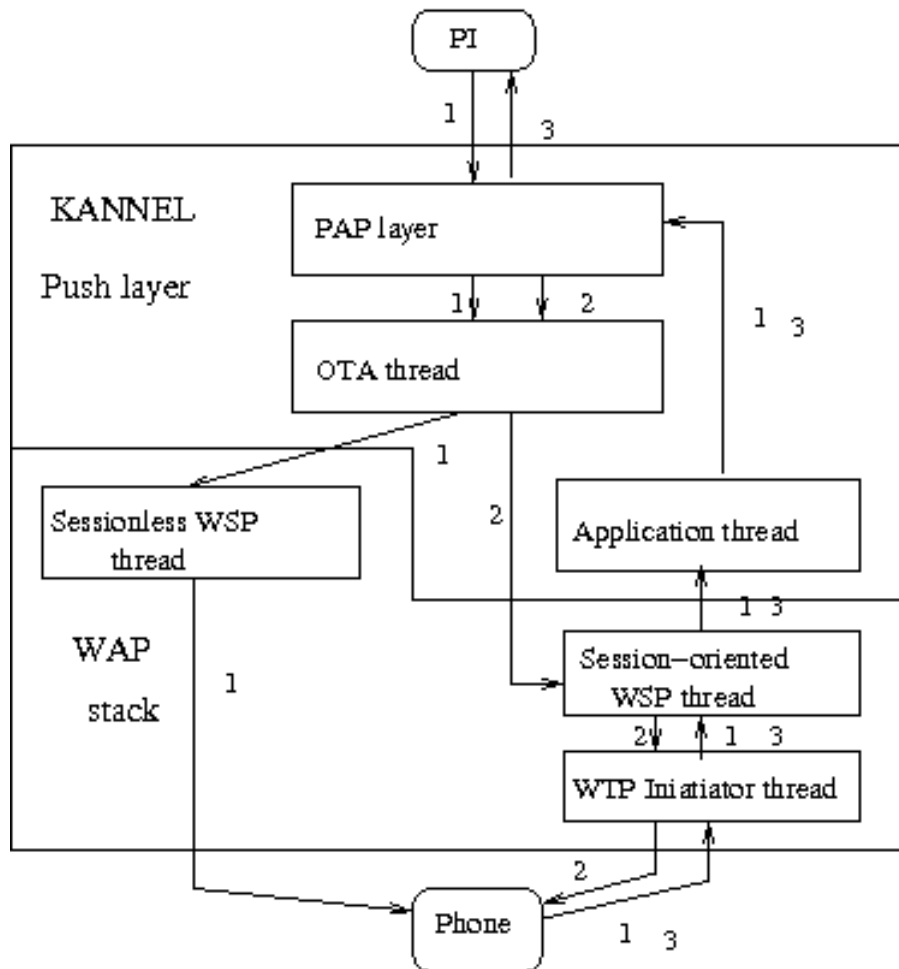 PI
1
3
KANNEL
Push layer
PAP layer
1
2
1
3
OTA thread
1
2
Sessionless WSP
thread
Application thread
1 3
WAP
stack
1
Session-oriented
WSP thread
2
1 3
WTP Iniatiator thread
2
Phone
1
3